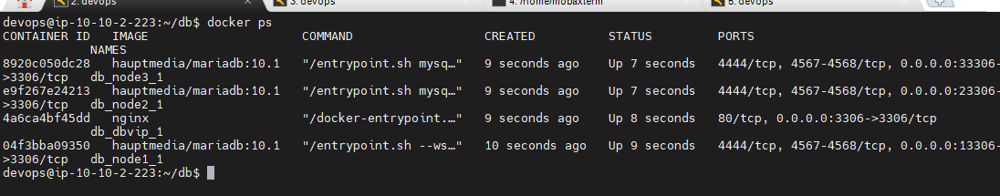 2. devops
3. devops
4. /home/mobaxterm
5. devops
devops@ip-10-10-2-223:~/db$ docker ps
CONTAINER ID   IMAGE                     COMMAND                  CREATED          STATUS         PORTS
            NAMES
8920c050dc28   hauptmedia/mariadb:10.1   "/entrypoint.sh mysq…"   9 seconds ago    Up 7 seconds   4444/tcp, 4567-4568/tcp, 0.0.0.0:33306-
>3306/tcp   db_node3_1
e9f267e24213   hauptmedia/mariadb:10.1   "/entrypoint.sh mysq…"   9 seconds ago    Up 7 seconds   4444/tcp, 4567-4568/tcp, 0.0.0.0:23306-
>3306/tcp   db_node2_1
4a6ca4bf45dd   nginx                     "/docker-entrypoint.…"   9 seconds ago    Up 8 seconds   80/tcp, 0.0.0.0:3306->3306/tcp
            db_dbvip_1
04f3bba09350   hauptmedia/mariadb:10.1   "/entrypoint.sh --ws…"   10 seconds ago   Up 9 seconds   4444/tcp, 4567-4568/tcp, 0.0.0.0:13306-
>3306/tcp   db_node1_1
devops@ip-10-10-2-223:~/db$